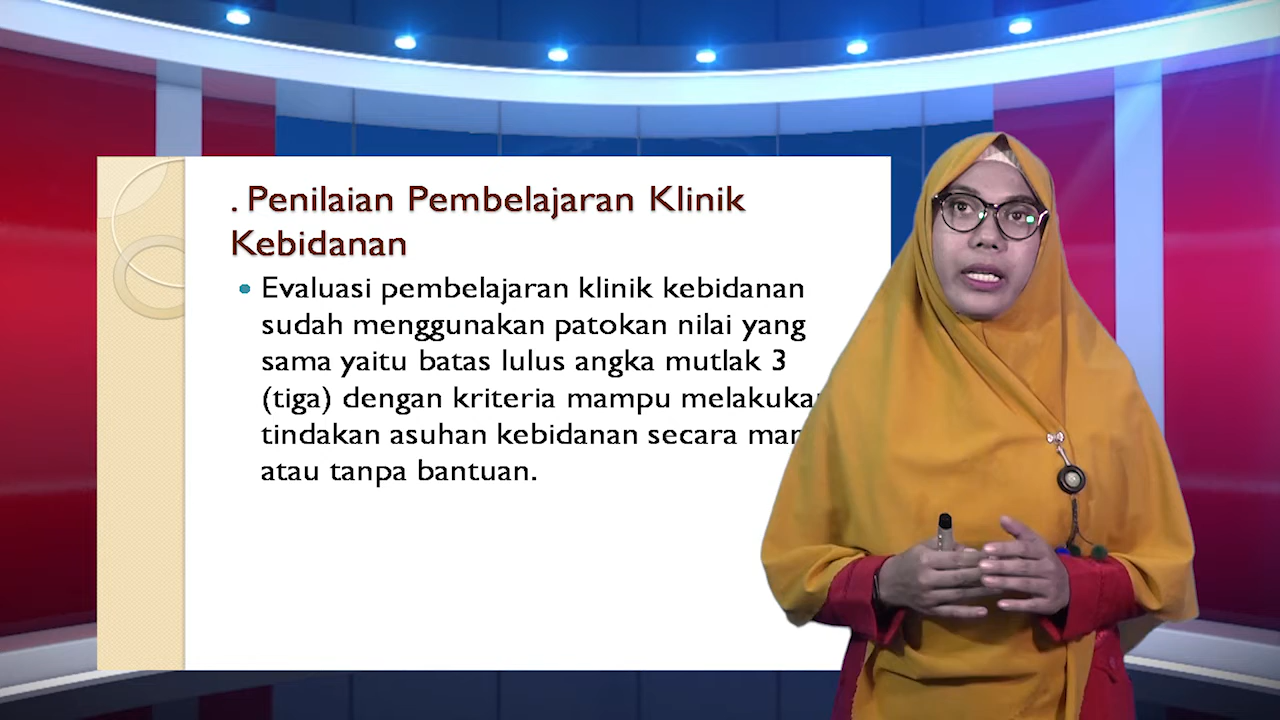 . Penilaian Pembelajaran Klinik
Kebidanan
• Evaluasi pembelajaran klinik kebidanan
sudah menggunakan patokan nilai yang
sama yaitu batas lulus angka mutlak 3
(tiga) dengan kriteria mampu melakukan
tindakan asuhan kebidanan secara
atau tanpa bantuan.